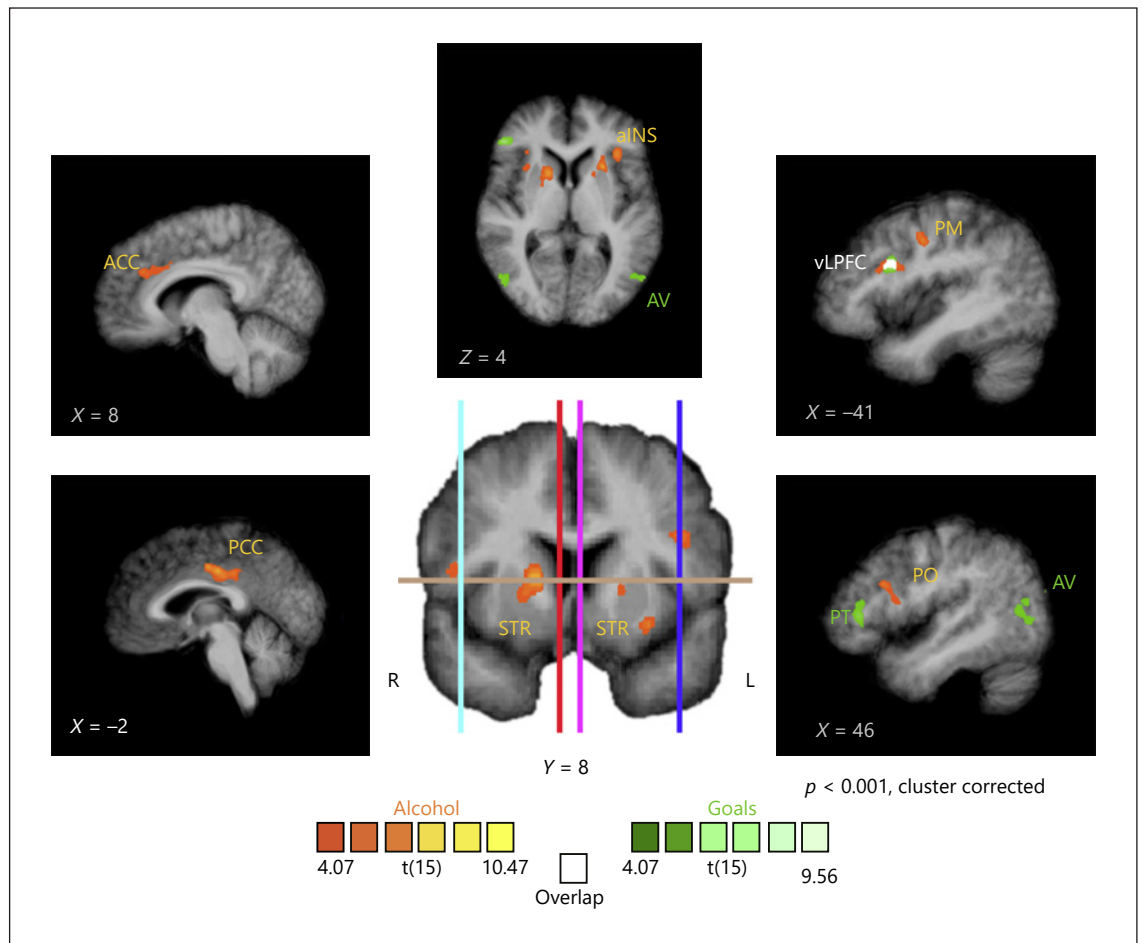 aINS
AV
Z = 4
ACC
X = 8
PM
vLPFC
X = –41
PCC
X = –2
STR
STR
R
L
Y = 8
PO
AV
PT
X = 46
p < 0.001, cluster corrected
Alcohol
4.07
t(15)
10.47
Overlap
Goals
4.07
t(15)
9.56